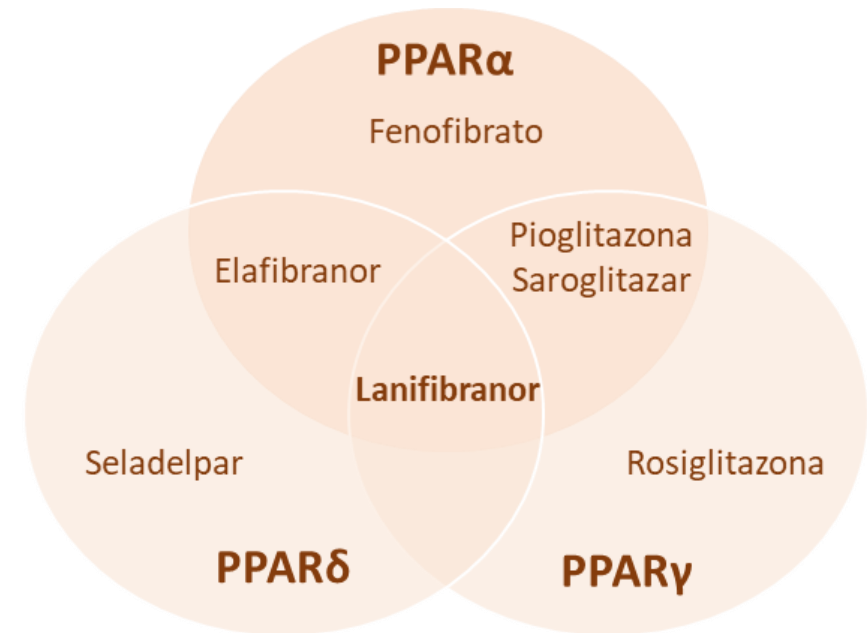 PPARα
Fenofibrato
Pioglitazona
Saroglitazar
Elafibranor
Lanifibranor
Seladelpar
Rosiglitazona
PPARδ
PPARγ